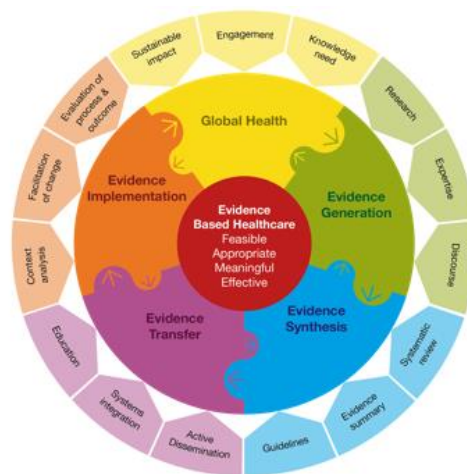 Sustainable
impact
Engagement
Knowledge
need
Research
Expertise
Discourse
Systematic
review
Evidence
summary
Guidelines
Active
Dissemination
Systems
integration
Education
Context
analysis
Facilitation
of change
Evaluation of
process &
outcome
Global Health
Evidence
Generation
Evidence
Synthesis
Evidence
Transfer
Evidence
Implementation
Evidence
Based Healthcare
Feasible
Appropriate
Meaningful
Effective